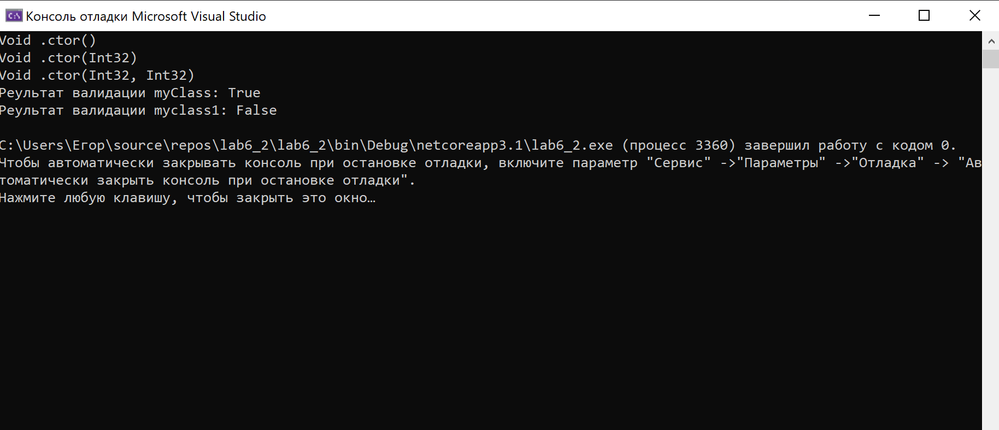 Консоль отладки Microsoft Visual Studio
Void .ctor()
Void .ctor(Int32)
Void .ctor(Int32, Int32)
Реультат валидации myClass: True
Реультат валидации myclass1: False
C:\Users\Егор\source\repos\lab6_2\lab6_2\bin\Debug\netcoreapp3.1\lab6_2.exe (процесс 3360) завершил работу с кодом 0.
Чтобы автоматически закрывать консоль при остановке отладки, включите параметр "Сервис" ->"Параметры" ->"Отладка" -> "Ав
томатически закрыть консоль при остановке отладки".
Нажмите любую клавишу, чтобы закрыть это окно…